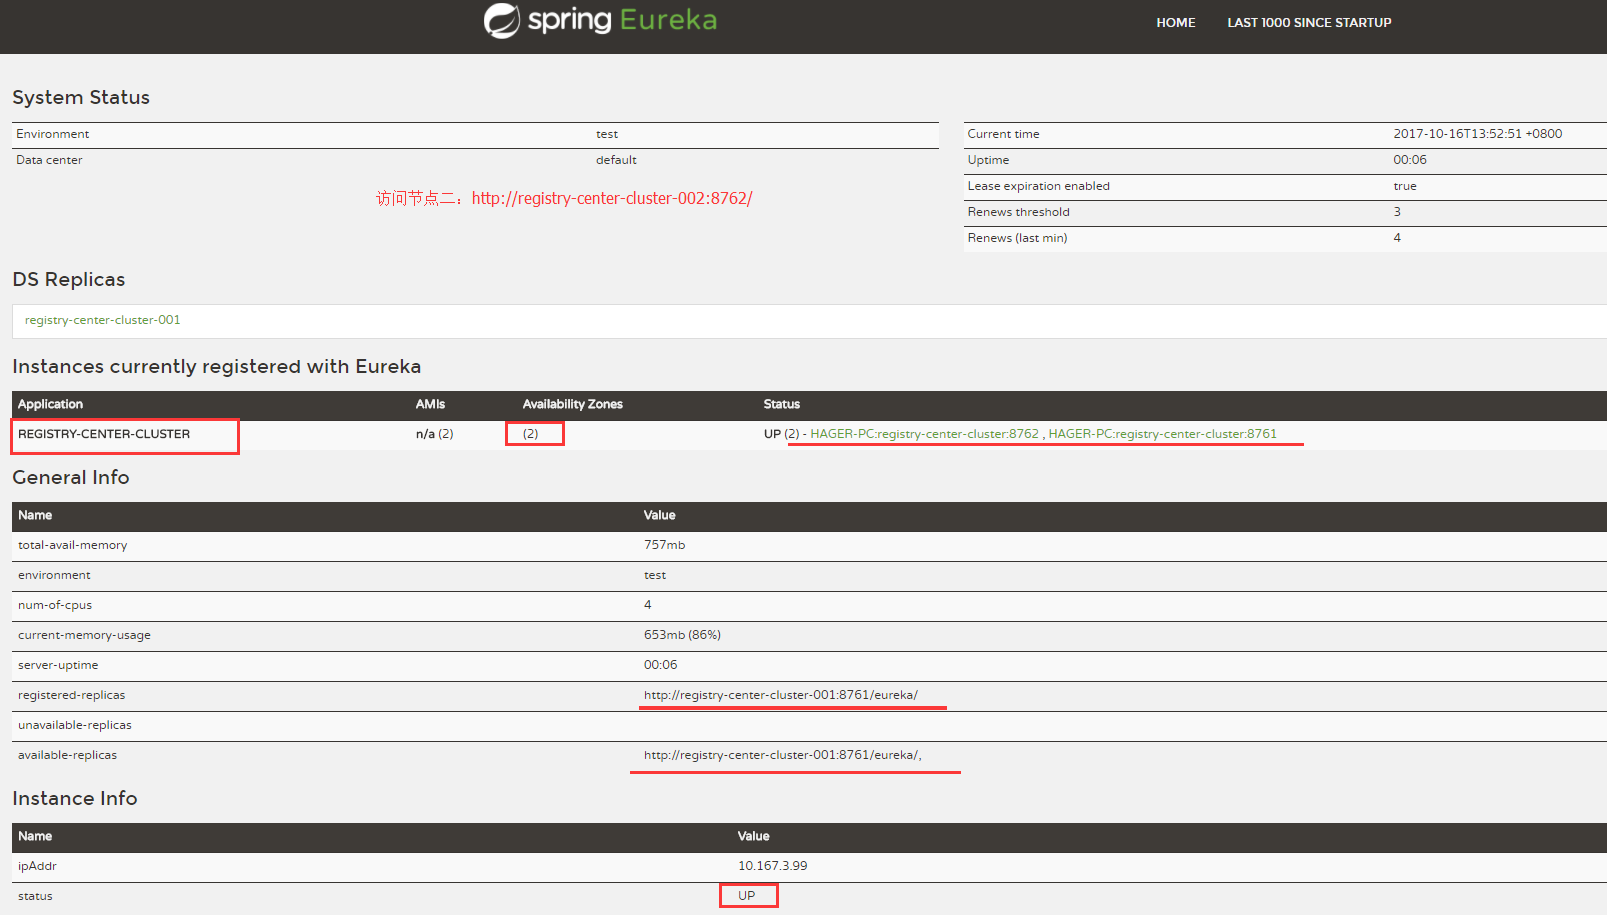 spring Eureka
HOME LAST 1000 SINCE STARTUP
System Status
Environment test
Data center default
Current time 2017-10-16T13:52:51 +0800
Uptime 00:06
Lease expiration enabled true
Renews threshold 3
Renews (last min) 4
访问节点二：http://registry-center-cluster-002:8762/
DS Replicas
registry-center-cluster-001
Instances currently registered with Eureka
Application AMIs Availability Zones Status
REGISTRY-CENTER-CLUSTER n/a (2) (2) UP (2) - HAGER-PC:registry-center-cluster:8762 , HAGER-PC:registry-center-cluster:8761
General Info
Name Value
total-avail-memory 757mb
environment test
num-of-cpus 4
current-memory-usage 653mb (86%)
server-uptime 00:06
registered-replicas http://registry-center-cluster-001:8761/eureka/
unavailable-replicas
available-replicas http://registry-center-cluster-001:8761/eureka/,
Instance Info
Name Value
ipAddr 10.167.3.99
status UP